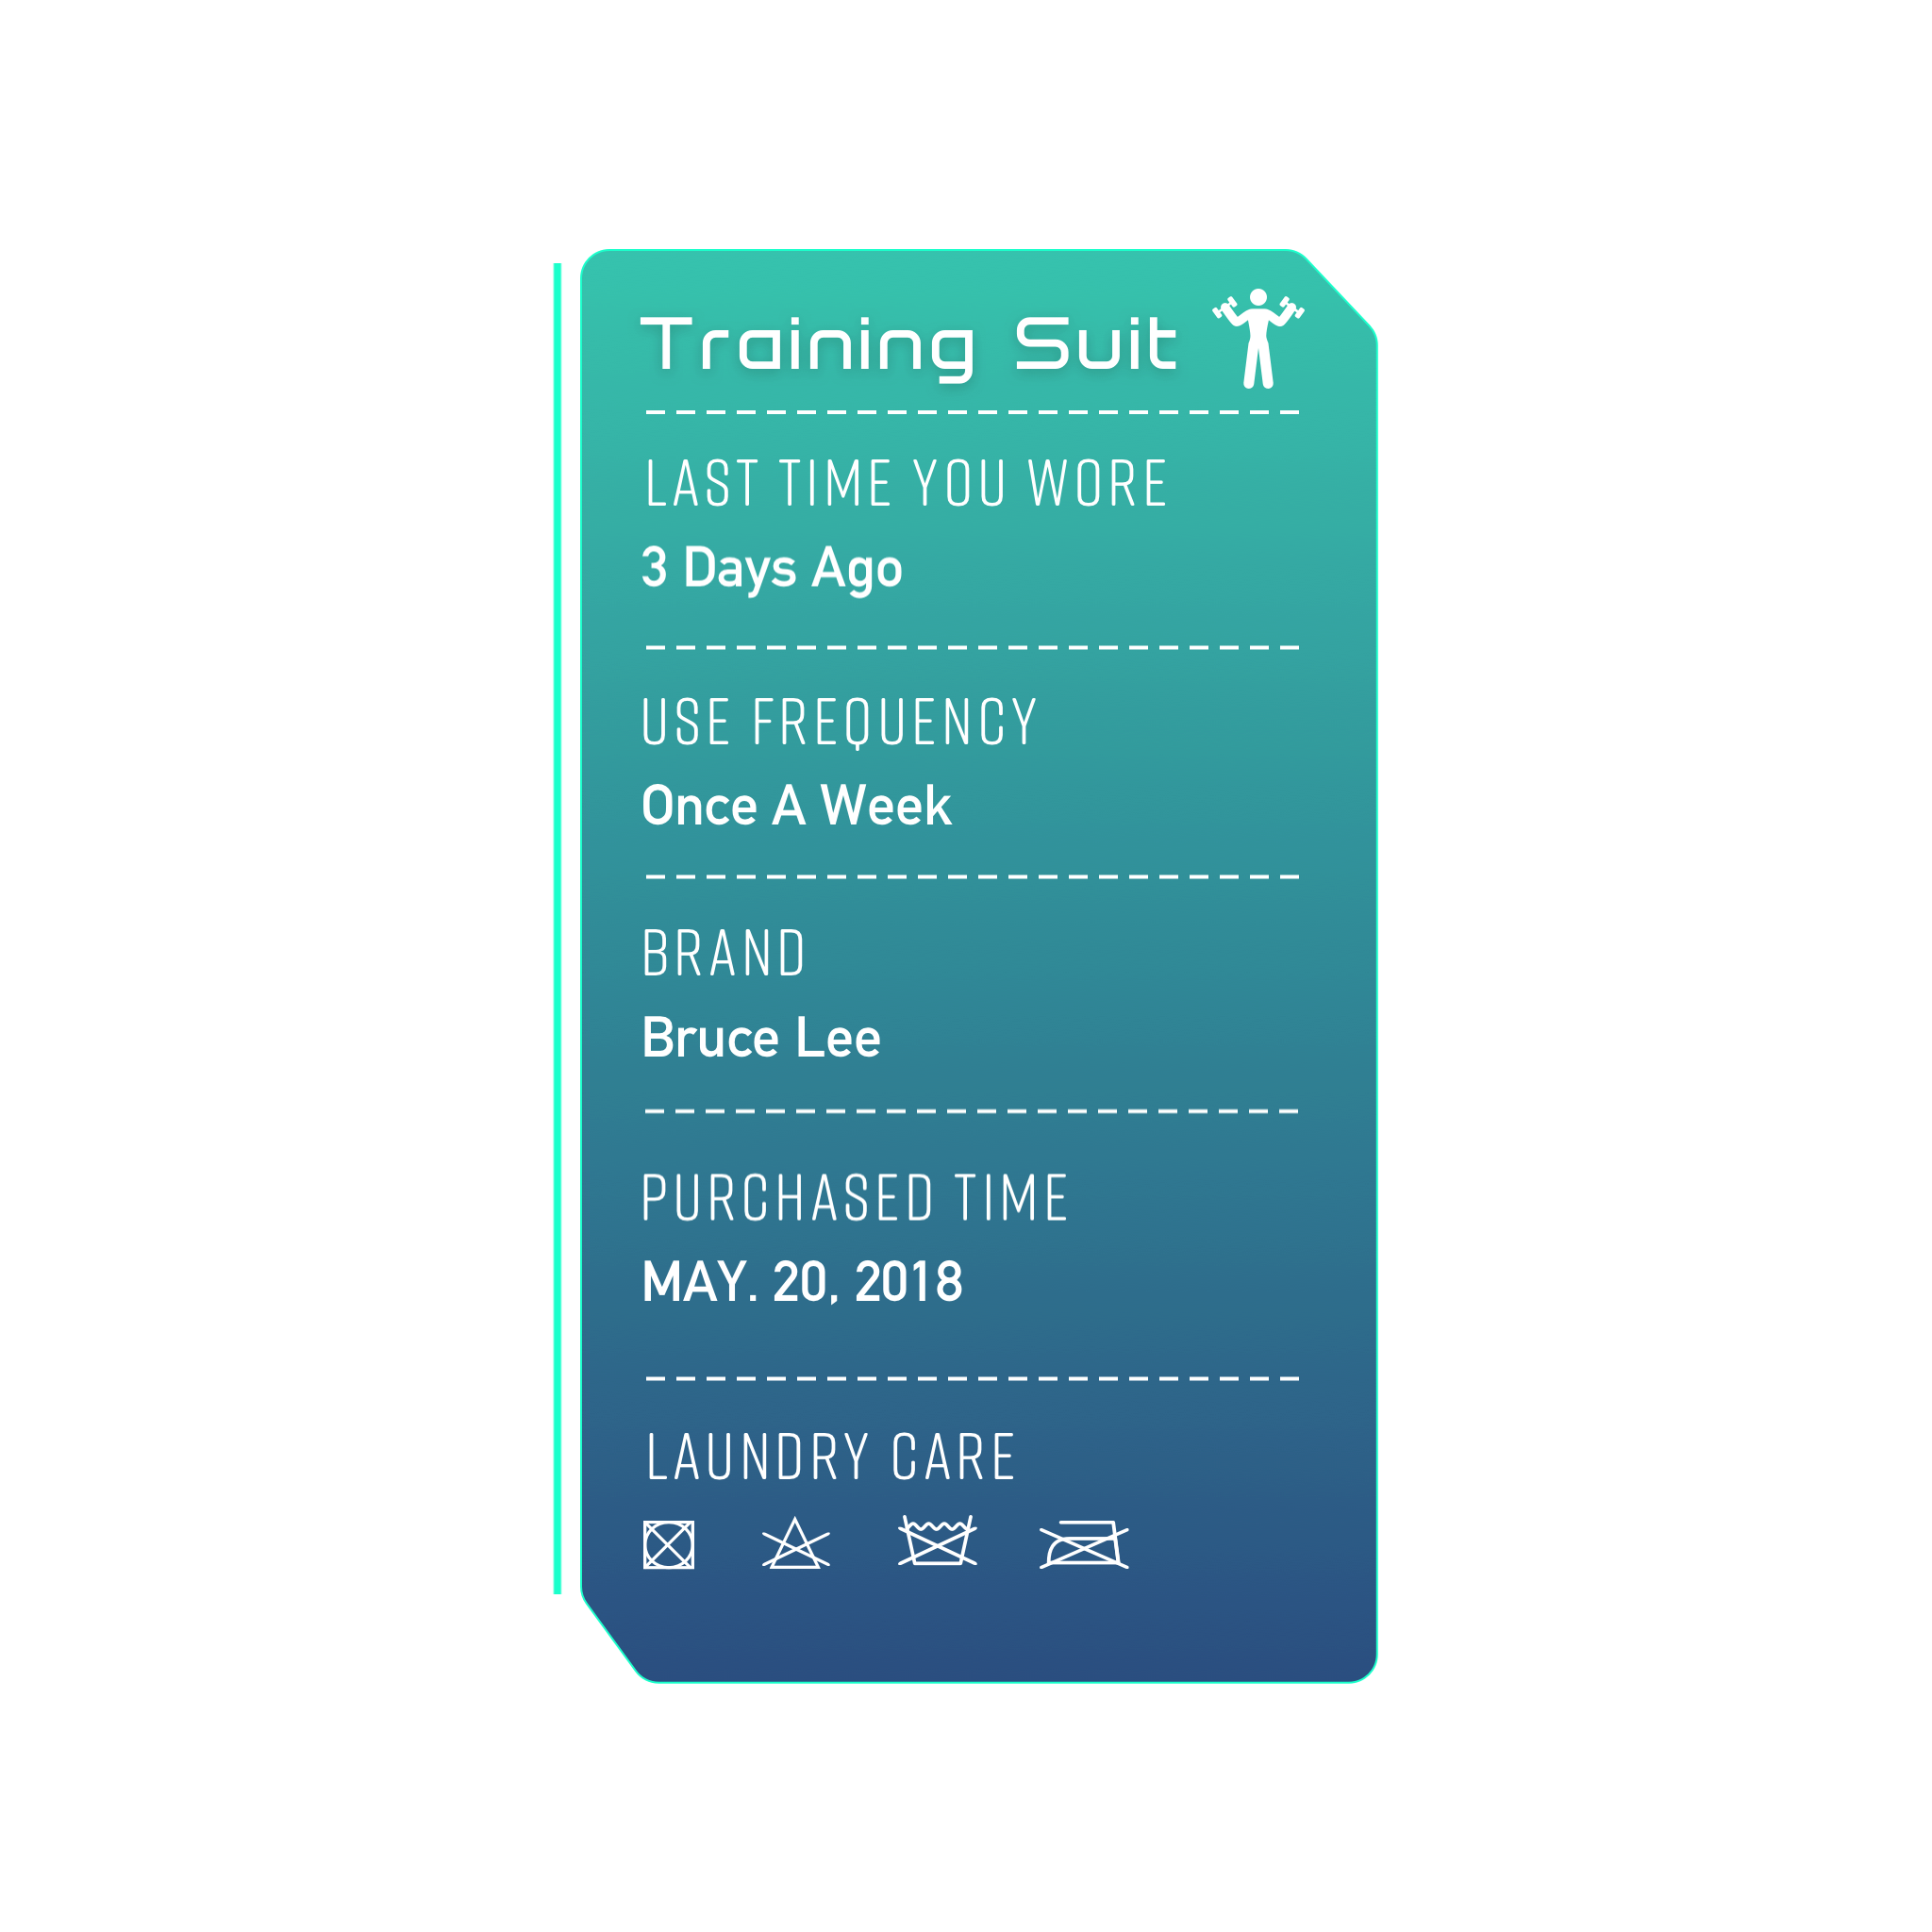 Training Suit
LAST TIME YOU WORE
3 Days Ago
USE FREQUENCY
Once A Week
BRAND
Bruce Lee
PURCHASED TIME
MAY. 20, 2018
LAUNDRY CARE